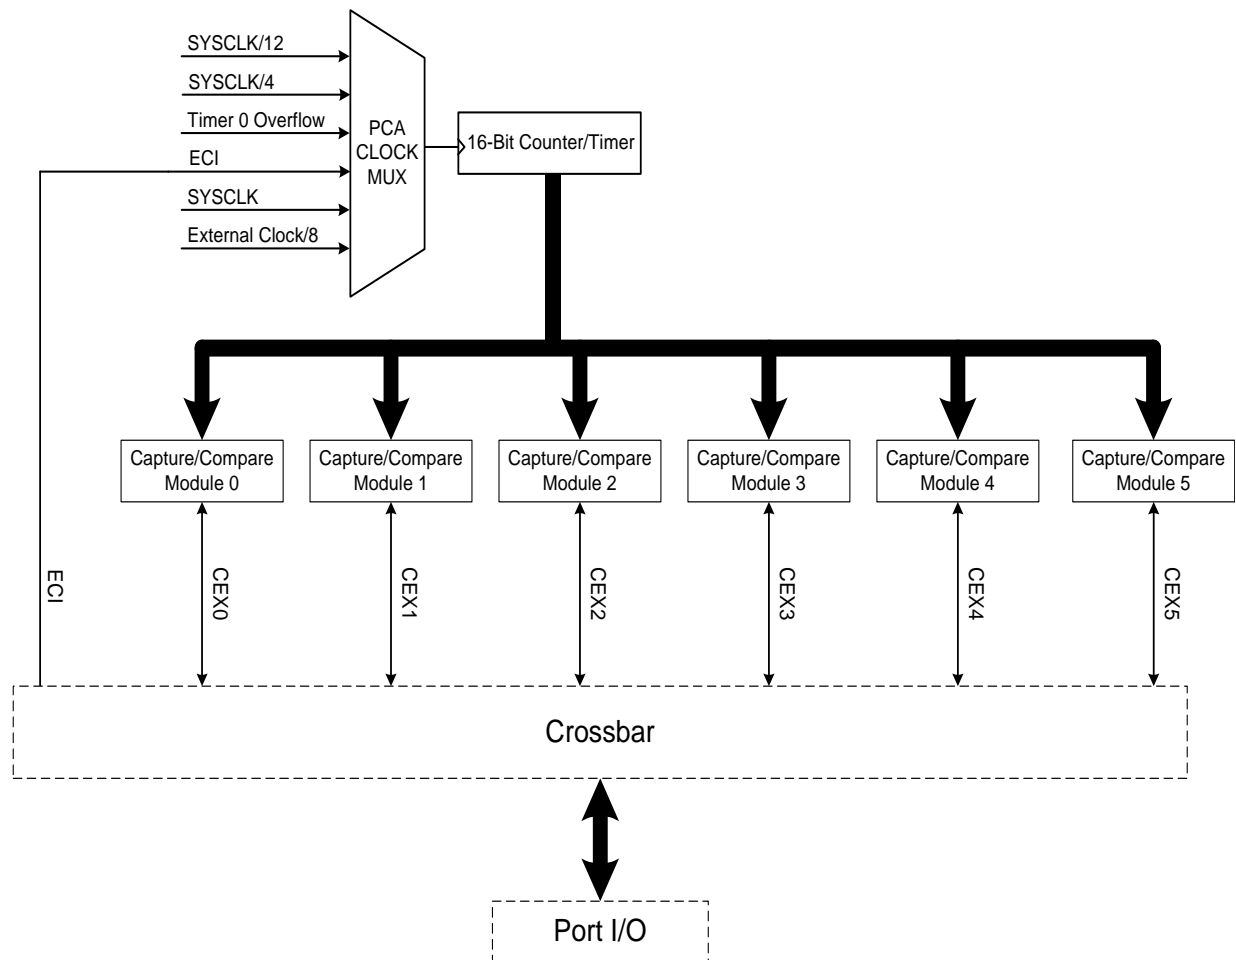 SYSCLK/12
SYSCLK/4
Timer 0 Overflow
ECI
SYSCLK
External Clock/8
PCA
CLOCK
MUX
16-Bit Counter/Timer
Capture/Compare
Module 0
Capture/Compare
Module 1
Capture/Compare
Module 2
Capture/Compare
Module 3
Capture/Compare
Module 4
Capture/Compare
Module 5
ECI
CEX0
CEX1
CEX2
CEX3
CEX4
CEX5
Crossbar
Port I/O